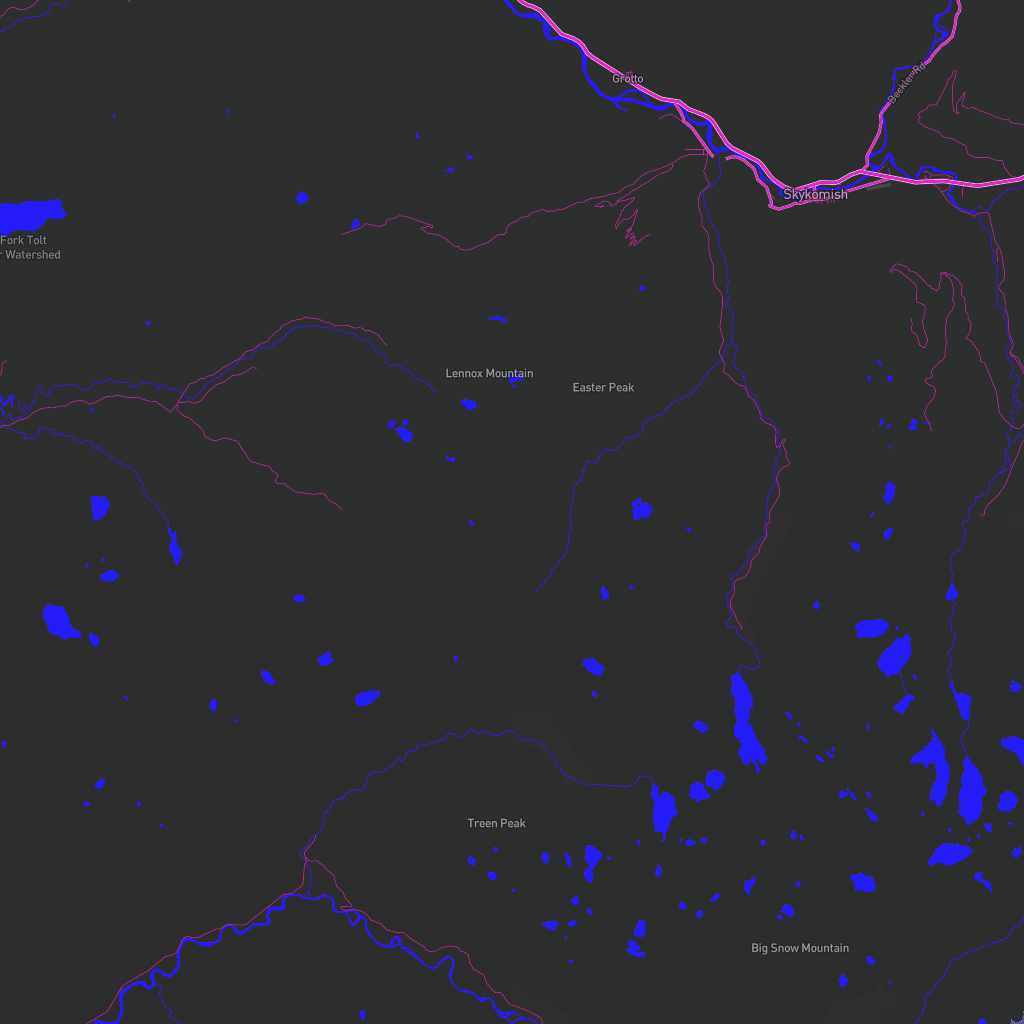 Grotto
Beckler Rd
Skykomish
Fork Tolt
Watershed
Lennox Mountain
Easter Peak
Treen Peak
Big Snow Mountain